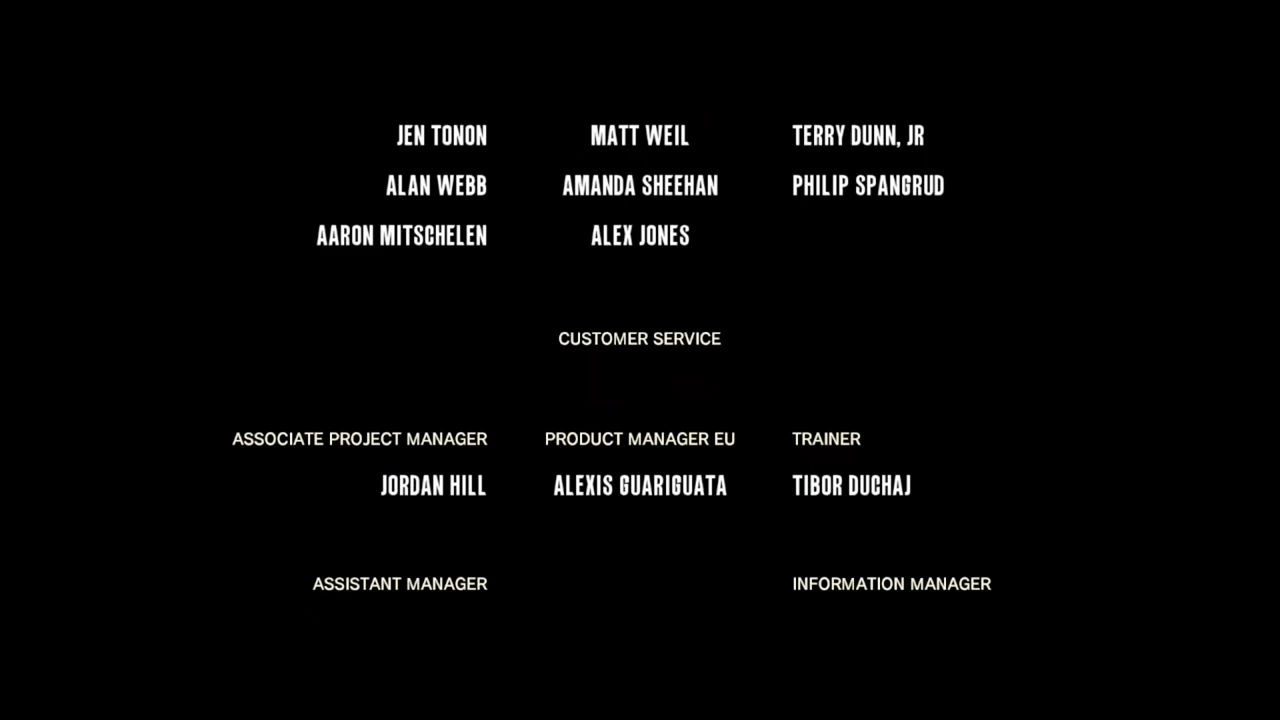 JEN TONON MATT WEIL TERRY DUNN, JR
ALAN WEBB AMANDA SHEEHAN PHILIP SPANGRUD
AARON MITSCHELEN ALEX JONES
CUSTOMER SERVICE
ASSOCIATE PROJECT MANAGER PRODUCT MANAGER EU TRAINER
JORDAN HILL ALEXIS GUARIGUATA TIBOR DUCHAJ
ASSISTANT MANAGER INFORMATION MANAGER